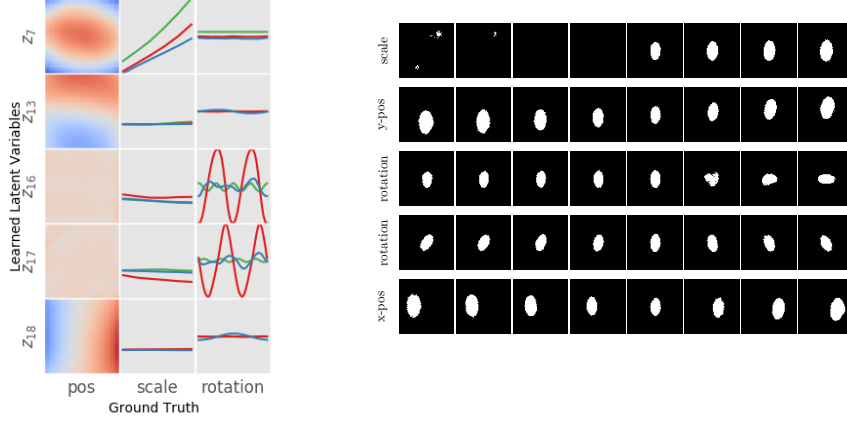 Learned Latent Variables
Z7
Z13
Z16
Z17
Z18
pos scale rotation
Ground Truth
scale
y-pos
rotation
rotation
x-pos